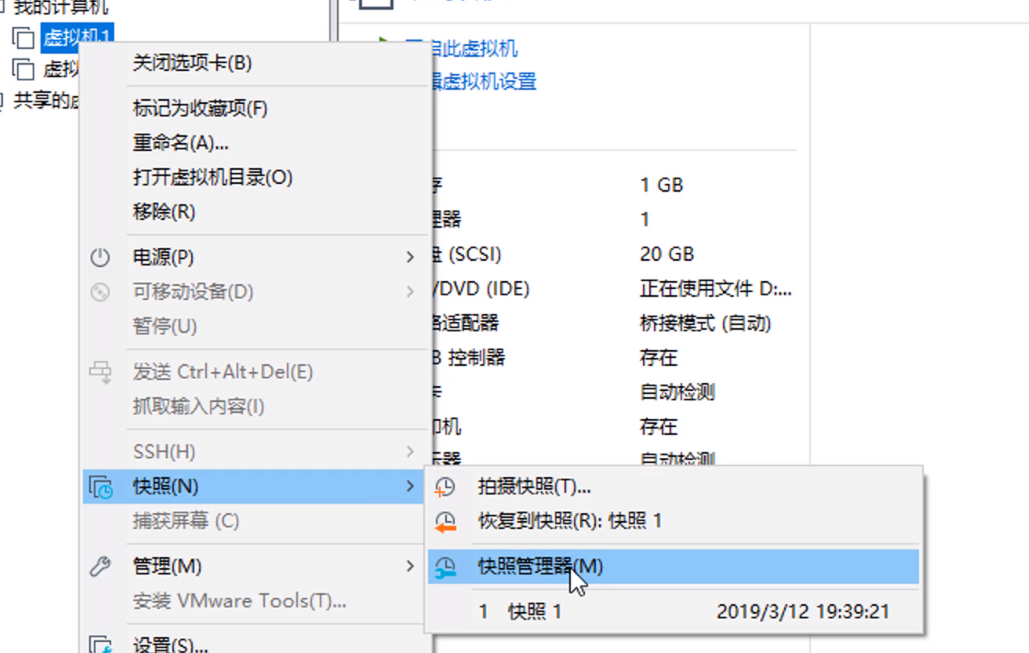 我的计算机
虚拟机1
虚拟
共享的
关闭选项卡(B)
标记为收藏项(F)
重命名(A)...
打开虚拟机目录(O)
移除(R)
电源(P)
可移动设备(D)
暂停(U)
发送 Ctrl+Alt+Del(E)
抓取输入内容(I)
SSH(H)
快照(N)
捕获屏幕 (C)
管理(M)
安装 VMware Tools(T)...
设置(S)...
启此虚拟机
辑虚拟机设置
存 1 GB
理器 1
盘 (SCSI) 20 GB
/DVD (IDE) 正在使用文件 D:...
络适配器 桥接模式 (自动)
B 控制器 存在
卡 自动检测
印机 存在
示器 自动检测
拍摄快照(T)...
恢复到快照(R): 快照 1
快照管理器(M)
1 快照 1 2019/3/12 19:39:21